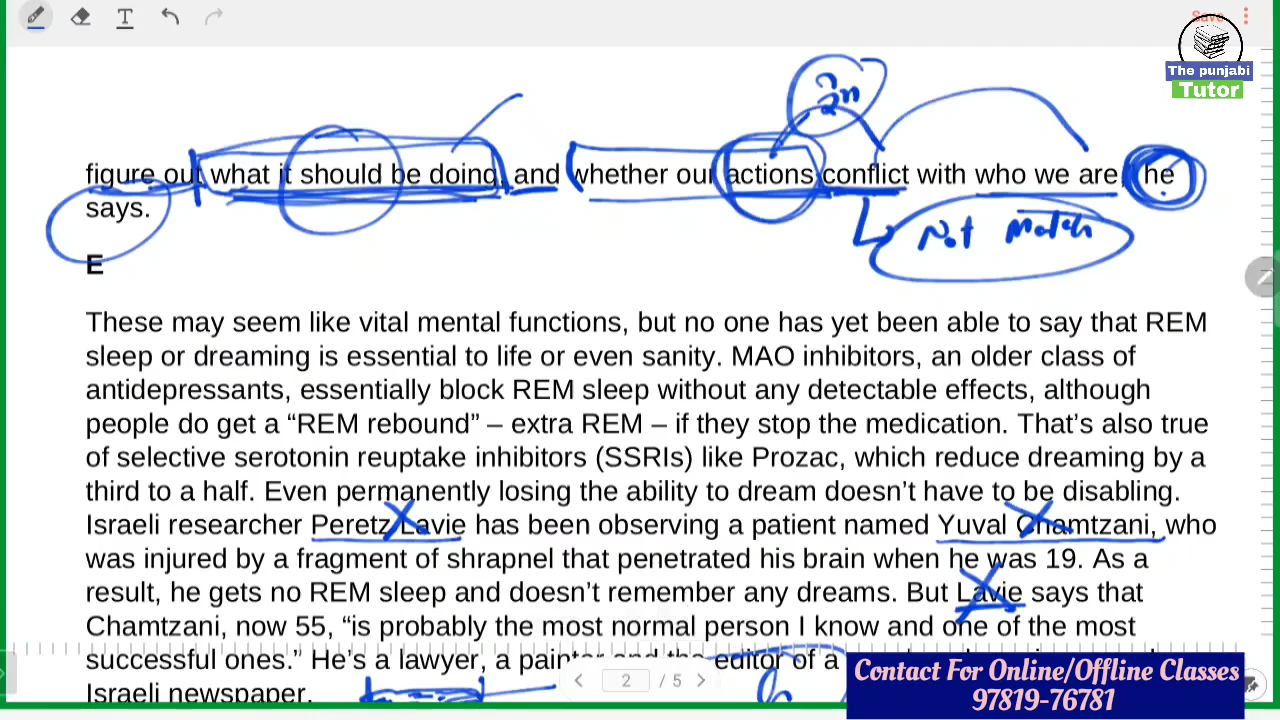 Save
The punjabi
Tutor
2n
figure out what it should be doing, and whether our actions conflict with who we are, he
says.
Not Match
E
These may seem like vital mental functions, but no one has yet been able to say that REM
sleep or dreaming is essential to life or even sanity. MAO inhibitors, an older class of
antidepressants, essentially block REM sleep without any detectable effects, although
people do get a “REM rebound” – extra REM – if they stop the medication. That’s also true
of selective serotonin reuptake inhibitors (SSRIs) like Prozac, which reduce dreaming by a
third to a half. Even permanently losing the ability to dream doesn’t have to be disabling.
Israeli researcher Peretz Lavie has been observing a patient named Yuval Chamtzani, who
was injured by a fragment of shrapnel that penetrated his brain when he was 19. As a
result, he gets no REM sleep and doesn’t remember any dreams. But Lavie says that
Chamtzani, now 55, “is probably the most normal person I know and one of the most
successful ones.” He’s a lawyer, a painter and the editor of a
Israeli newspaper.
2 / 5
Contact For Online/Offline Classes
97819-76781